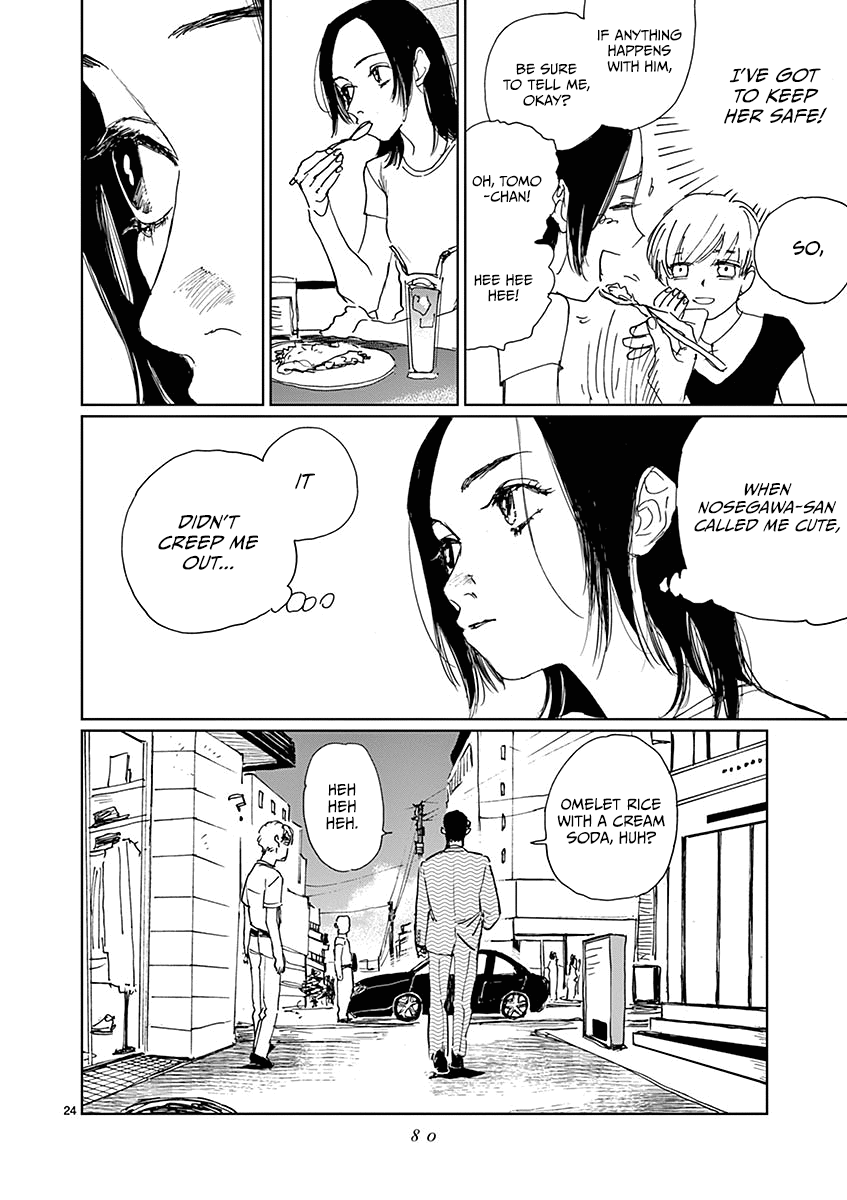 SO,
I'VE GOT
TO KEEP
HER SAFE!
IF ANYTHING
HAPPENS
WITH HIM,
BE SURE
TO TELL ME,
OKAY?
OH, TOMO
-CHAN!
HEE HEE
HEE!
WHEN
NOSEGAWA-SAN
CALLED ME CUTE,
IT
DIDN'T
CREEP ME
OUT...
OMELET RICE
WITH A CREAM
SODA, HUH?
HEH
HEH
HEH.
?
24
80